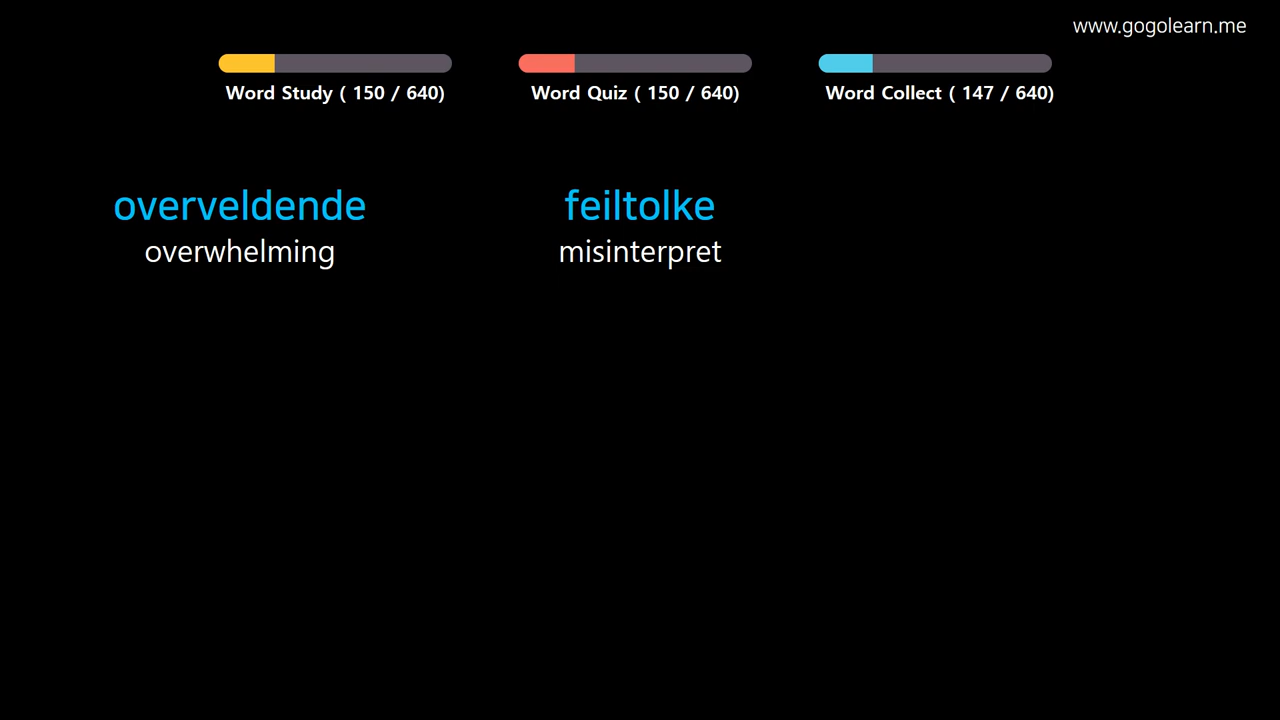 www.gogolearn.me
Word Study ( 150 / 640)
Word Quiz ( 150 / 640)
Word Collect ( 147 / 640)
overveldende
overwhelming
feiltolke
misinterpret